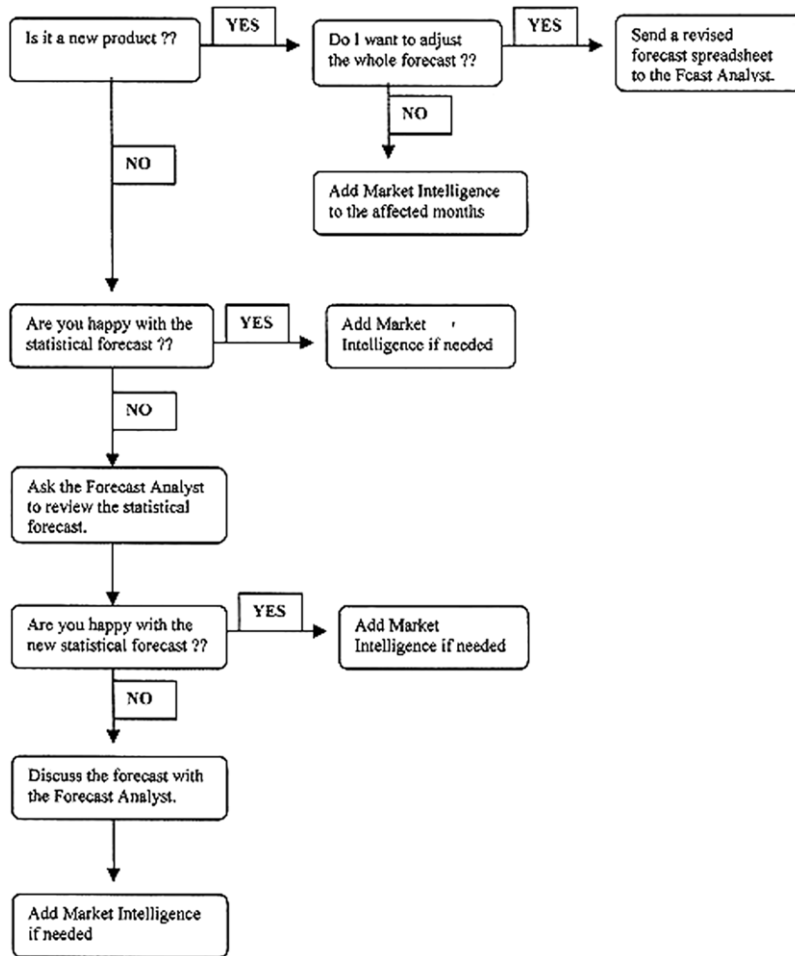 Is it a new product ??
YES
Do I want to adjust
the whole forecast ??
YES
Send a revised
forecast spreadsheet
to the Fcast Analyst.
NO
NO
Add Market Intelligence
to the affected months
Are you happy with the
statistical forecast ??
YES
Add Market
Intelligence if needed
NO
Ask the Forecast Analyst
to review the statistical
forecast.
Are you happy with the
new statistical forecast ??
YES
Add Market
Intelligence if needed
NO
Discuss the forecast with
the Forecast Analyst.
Add Market Intelligence
if needed